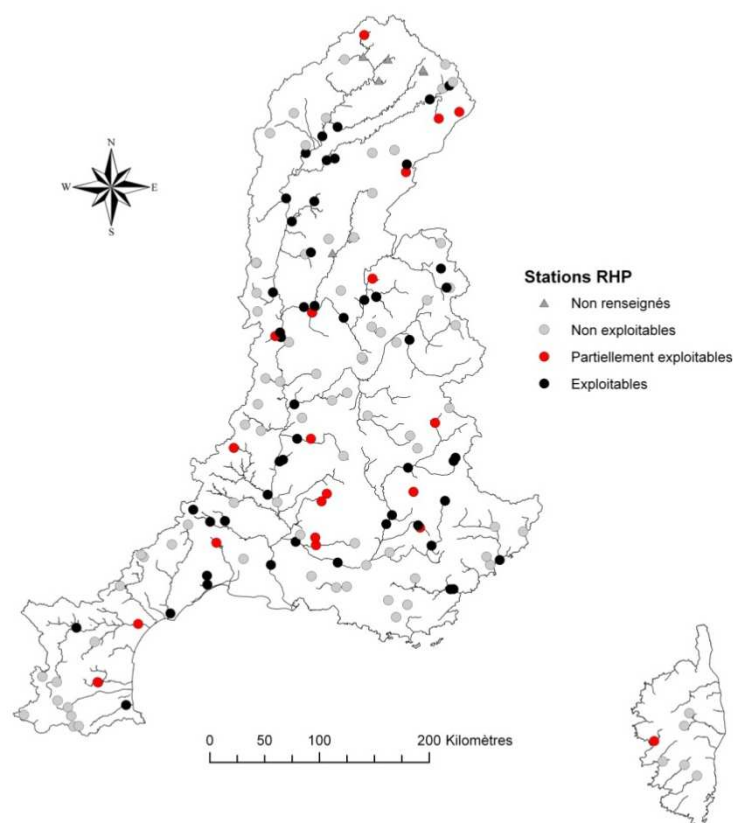 N
W
E
S
Stations RHP
Non renseignés
Non exploitables
Partiellement exploitables
Exploitables
0 50 100 200 Kilomètres